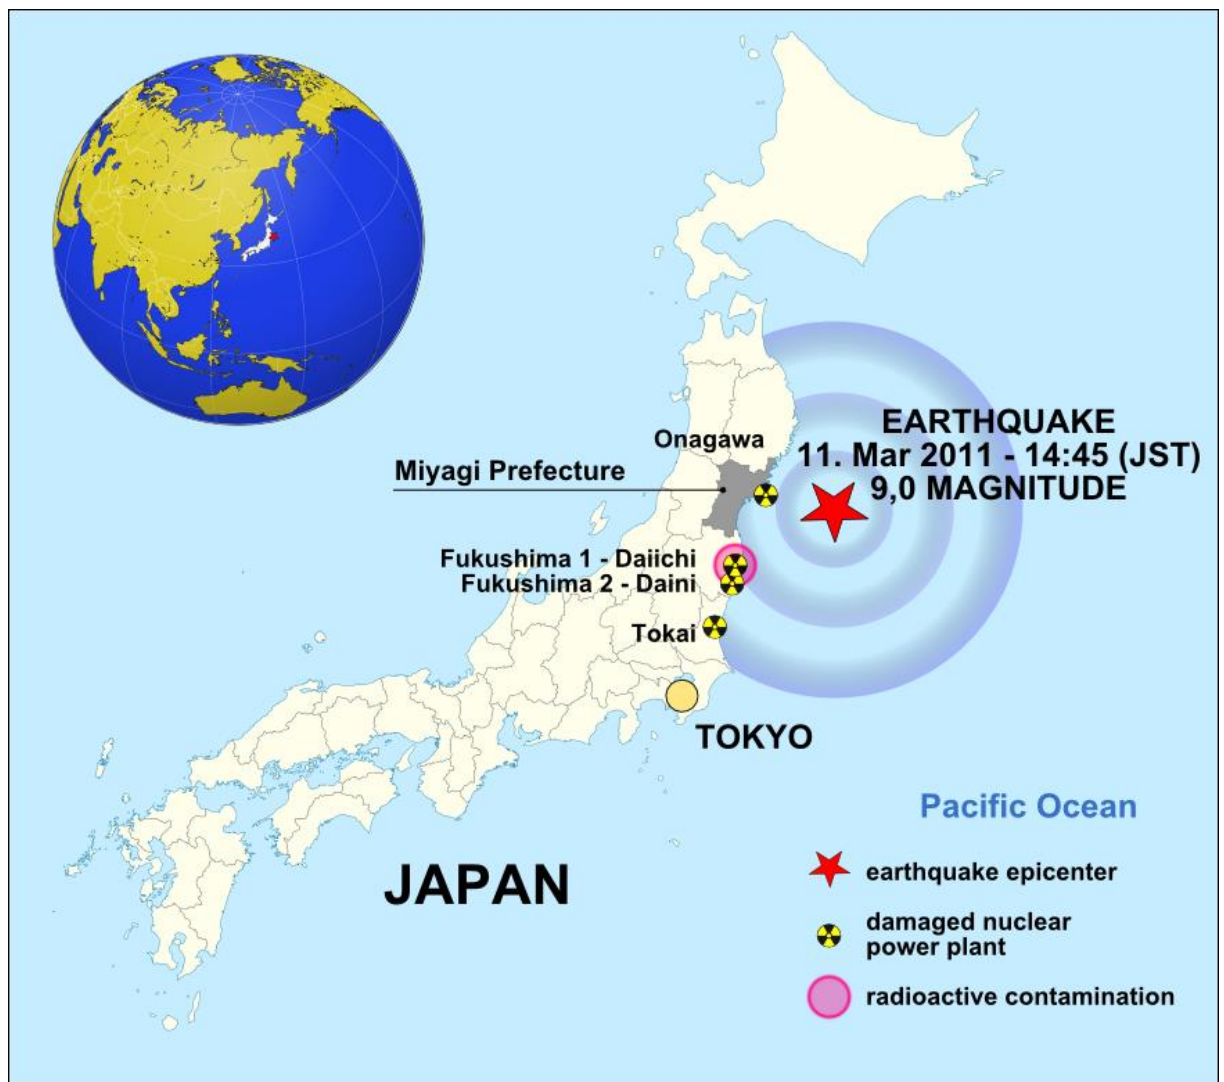 EARTHQUAKE
11. Mar 2011 - 14:45 (JST)
9,0 MAGNITUDE
Onagawa
Miyagi Prefecture
Fukushima 1 - Daiichi
Fukushima 2 - Daini
Tokai
TOKYO
JAPAN
Pacific Ocean
earthquake epicenter
damaged nuclear
power plant
radioactive contamination